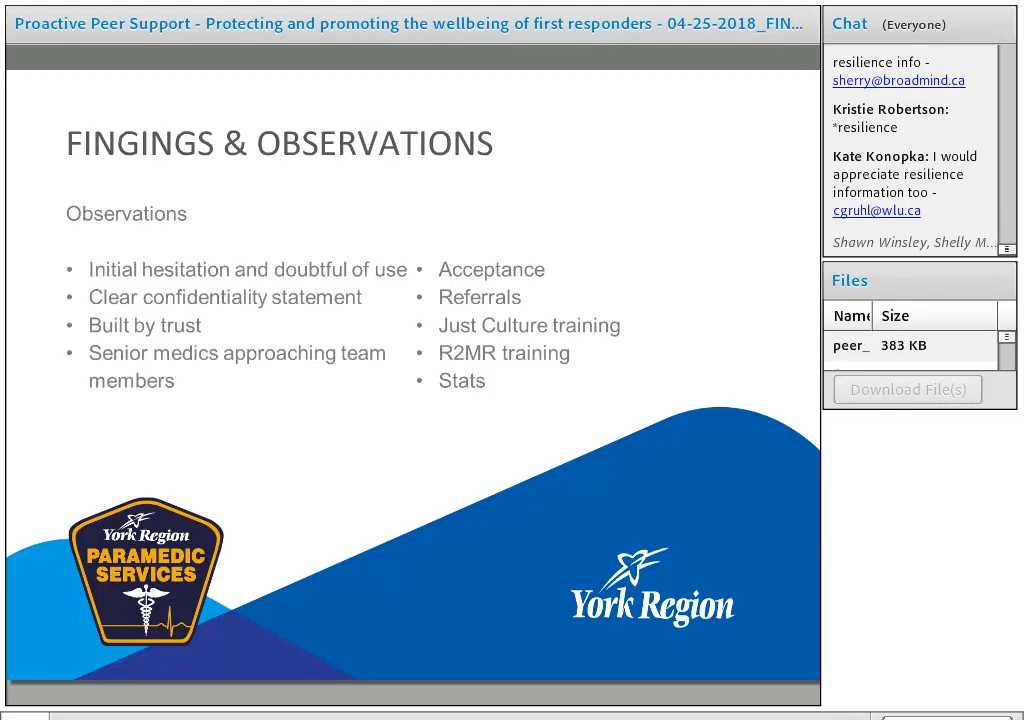 Proactive Peer Support - Protecting and promoting the wellbeing of first responders - 04-25-2018_FIN...
FINGINGS & OBSERVATIONS
Observations
• Initial hesitation and doubtful of use
• Clear confidentiality statement
• Built by trust
• Senior medics approaching team
members
• Acceptance
• Referrals
• Just Culture training
• R2MR training
• Stats
York Region
PARAMEDIC
SERVICES
York Region
Chat (Everyone)
resilience info -
sherry@broadmind.ca
Kristie Robertson:
*resilience
Kate Konopka: I would
appreciate resilience
information too -
cgruhl@wlu.ca
Shawn Winsley, Shelly M...
Files
Name Size
peer_ 383 KB
Download File(s)